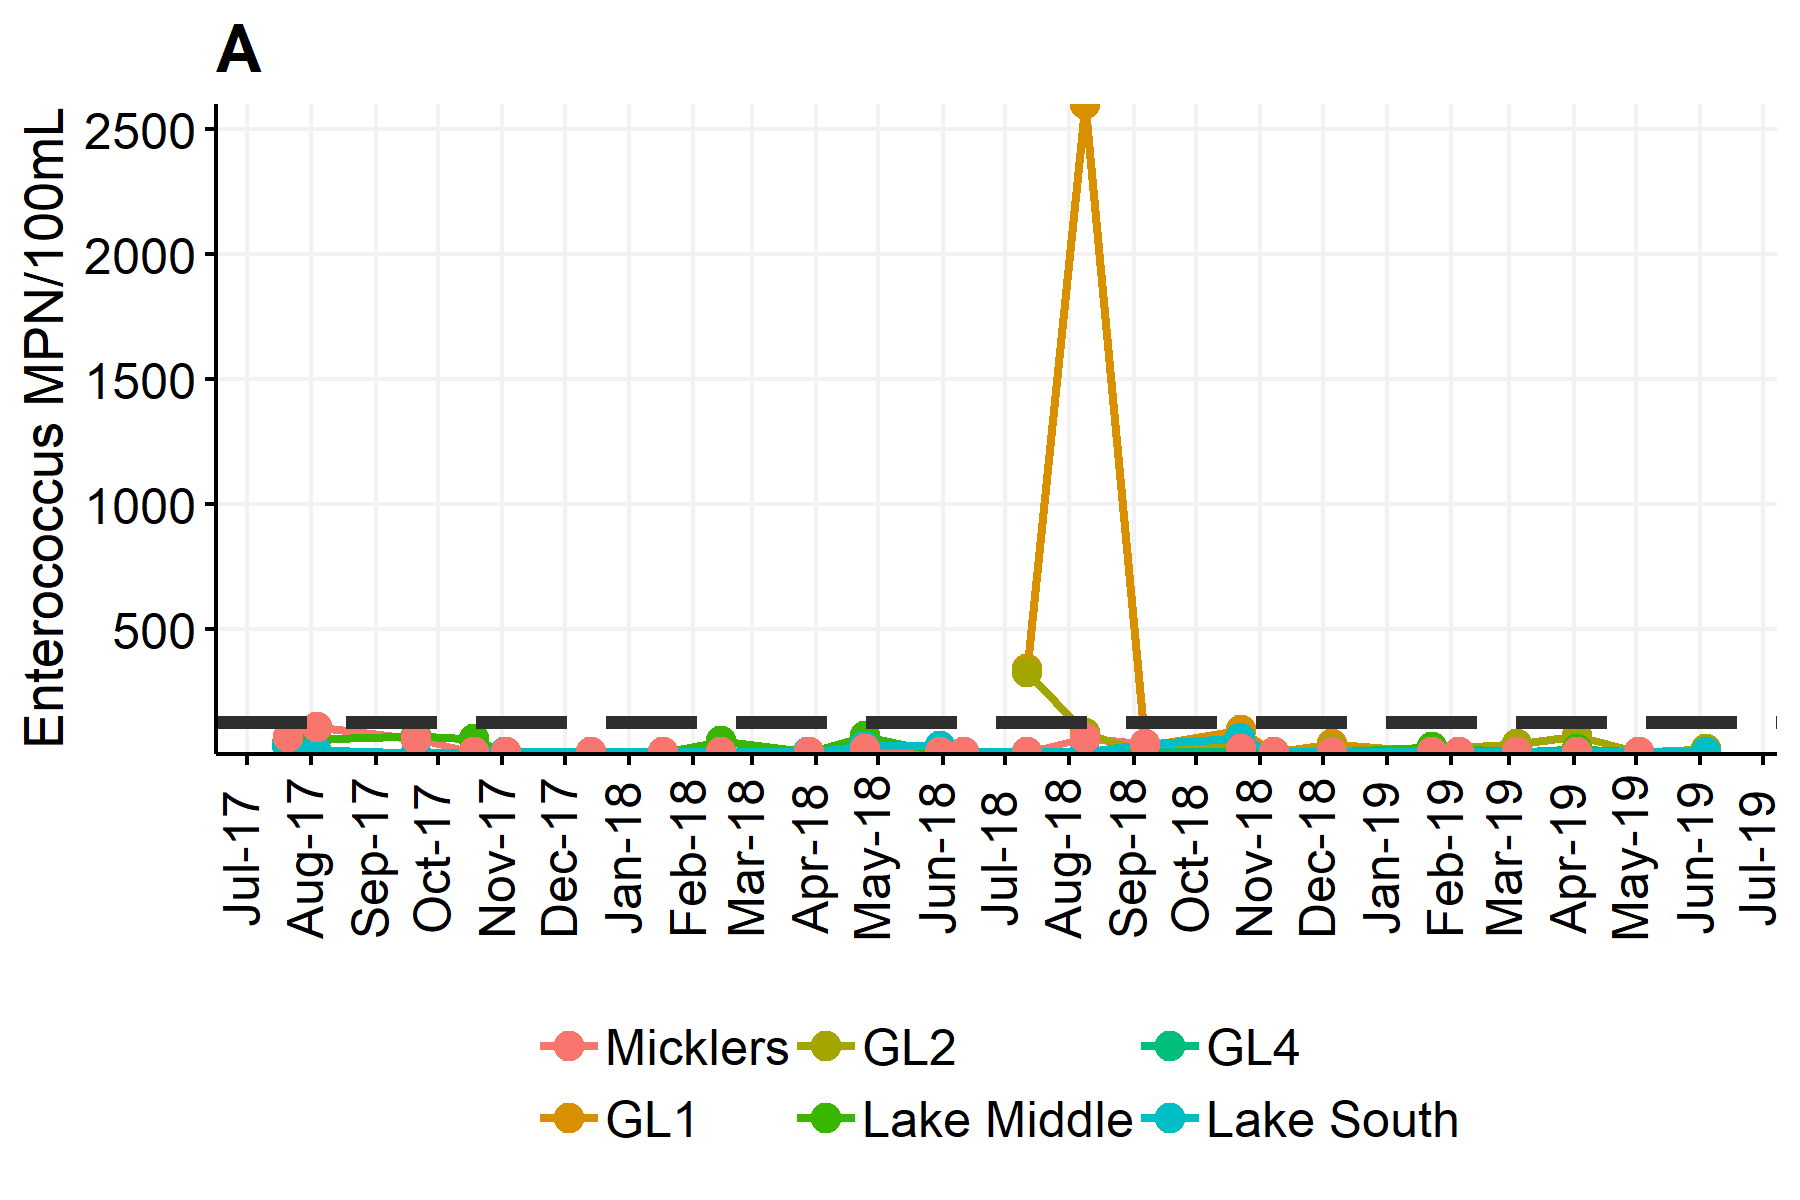 A
Enterococcus MPN/100mL
2500
2000
1500
1000
500
Jul-17
Aug-17
Sep-17
Oct-17
Nov-17
Dec-17
Jan-18
Feb-18
Mar-18
Apr-18
May-18
Jun-18
Jul-18
Aug-18
Sep-18
Oct-18
Nov-18
Dec-18
Jan-19
Feb-19
Mar-19
Apr-19
May-19
Jun-19
Jul-19
Micklers GL2 GL4
GL1 Lake Middle Lake South